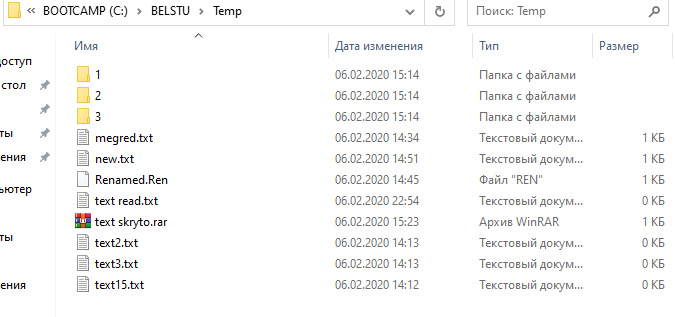 « BOOTCAMP (C:) › BELSTU › Temp Поиск: Temp
Имя Дата изменения Тип Размер
1 06.02.2020 15:14 Папка с файлами
2 06.02.2020 15:14 Папка с файлами
3 06.02.2020 15:14 Папка с файлами
megred.txt 06.02.2020 14:34 Текстовый докум... 1 КБ
new.txt 06.02.2020 14:51 Текстовый докум... 1 КБ
Renamed.Ren 06.02.2020 14:45 Файл "REN" 1 КБ
text read.txt 06.02.2020 22:54 Текстовый докум... 0 КБ
text skryto.rar 06.02.2020 15:23 Архив WinRAR 1 КБ
text2.txt 06.02.2020 14:13 Текстовый докум... 0 КБ
text3.txt 06.02.2020 14:13 Текстовый докум... 0 КБ
text15.txt 06.02.2020 14:12 Текстовый докум... 0 КБ
доступ
стол
ты
ения
ьютер
ты
ения